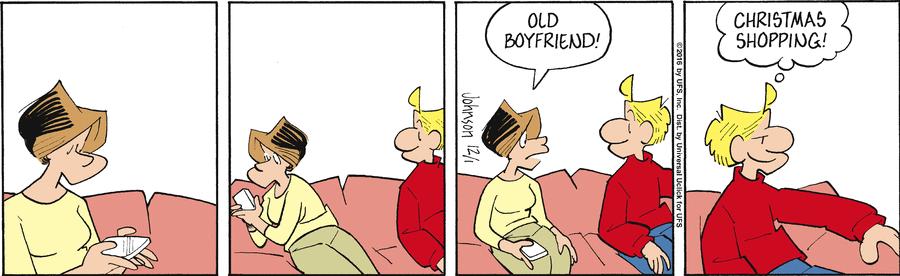 OLD
BOYFRIEND!
Johnson 12/1
©2016 by UFS, Inc. Dist. by Universal Uclick for UFS
CHRISTMAS
SHOPPING!